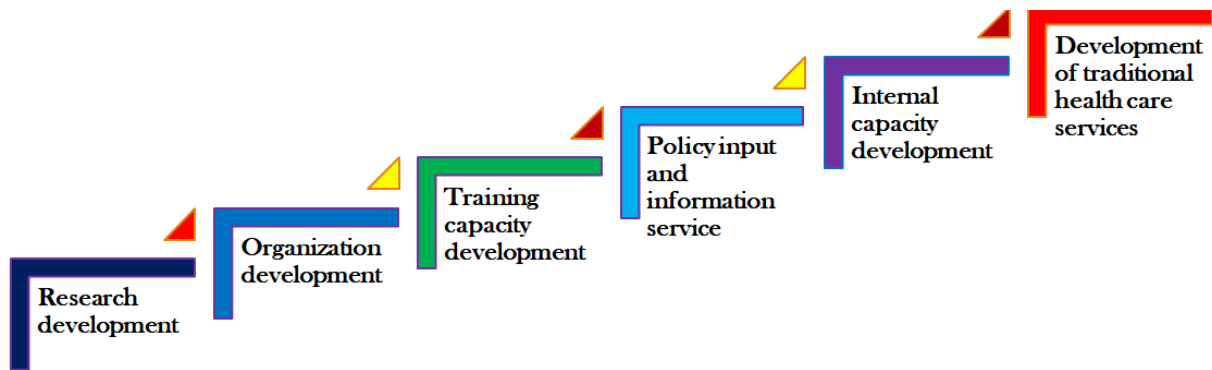 Research
development
Organization
development
Training
capacity
development
Policy input
and
information
service
Internal
capacity
development
Development
of traditional
health care
services